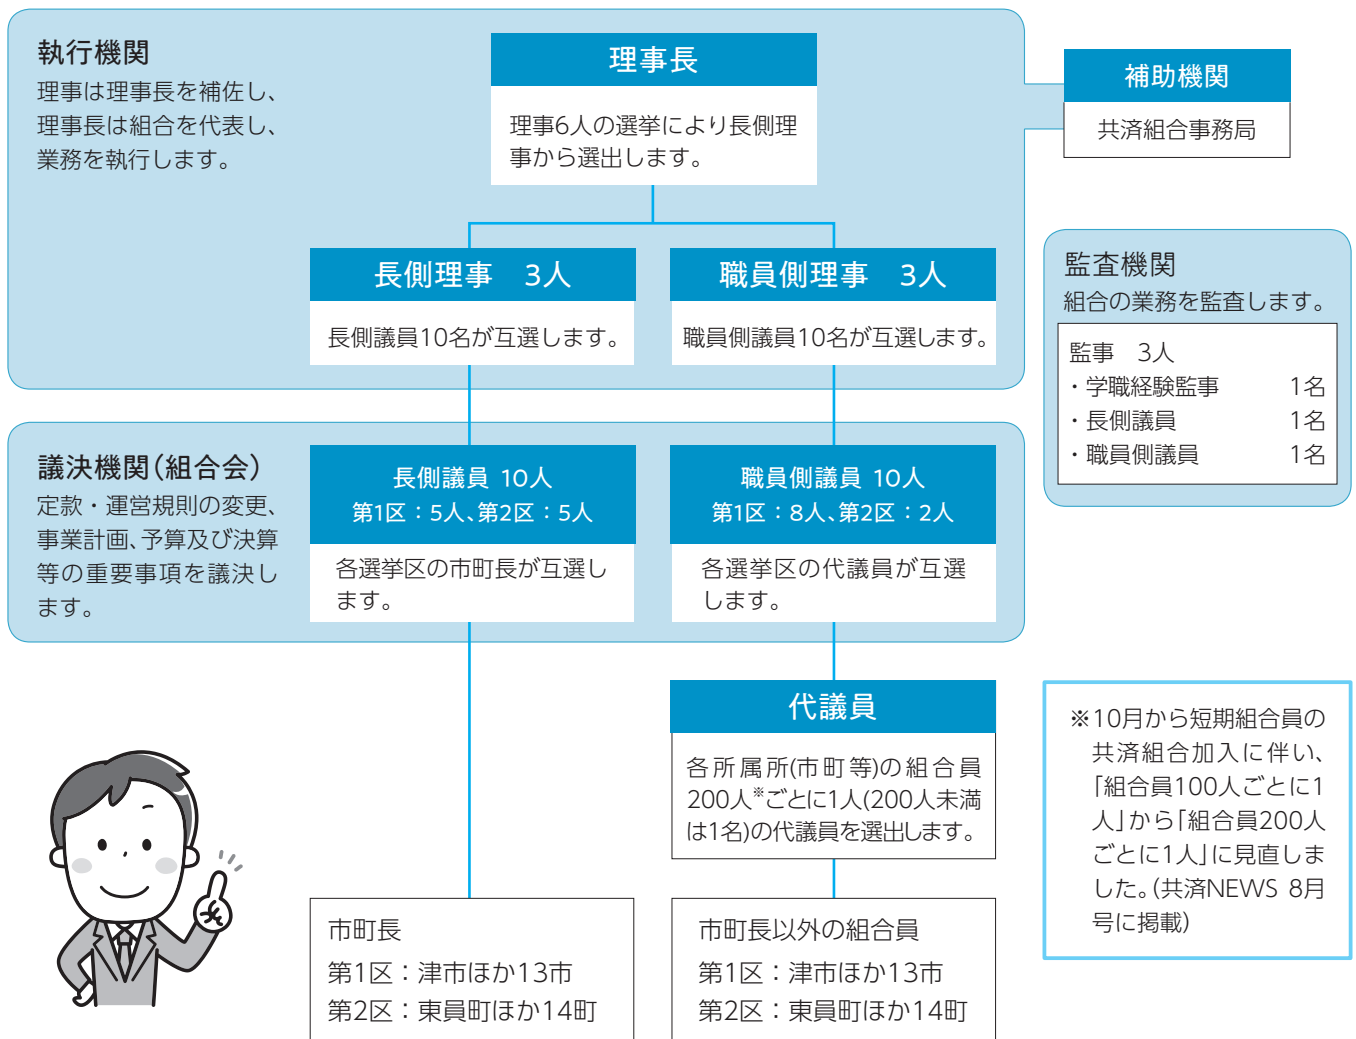 執行機関
理事は理事長を補佐し、
理事長は組合を代表し、
業務を執行します。
理事長
理事6人の選挙により長側理
事から選出します。
補助機関
共済組合事務局
長側理事　3人
長側議員10名が互選します。
職員側理事　3人
職員側議員10名が互選します。
監査機関
組合の業務を監査します。
監事　3人
・学職経験監事　1名
・長側議員　1名
・職員側議員　1名
議決機関(組合会)
定款・運営規則の変更、
事業計画、予算及び決算
等の重要事項を議決し
ます。
長側議員 10人
第1区：5人、第2区：5人
各選挙区の市町長が互選し
ます。
職員側議員 10人
第1区：8人、第2区：2人
各選挙区の代議員が互選
します。
代議員
各所属所(市町等)の組合員
200人※ごとに1人(200人未満
は1名)の代議員を選出します。
※10月から短期組合員の
共済組合加入に伴い、
「組合員100人ごとに1
人」から「組合員200人
ごとに1人」に見直しま
した。(共済NEWS 8月
号に掲載)
市町長
第1区：津市ほか13市
第2区：東員町ほか14町
市町長以外の組合員
第1区：津市ほか13市
第2区：東員町ほか14町